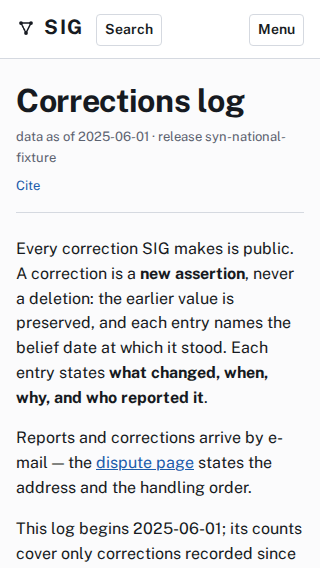 SIG
Search
Menu
Corrections log
data as of 2025-06-01 · release syn-national-
fixture
Cite
Every correction SIG makes is public.
A correction is a new assertion, never
a deletion: the earlier value is
preserved, and each entry names the
belief date at which it stood. Each
entry states what changed, when,
why, and who reported it.
Reports and corrections arrive by e-
mail — the dispute page states the
address and the handling order.
This log begins 2025-06-01; its counts
cover only corrections recorded since